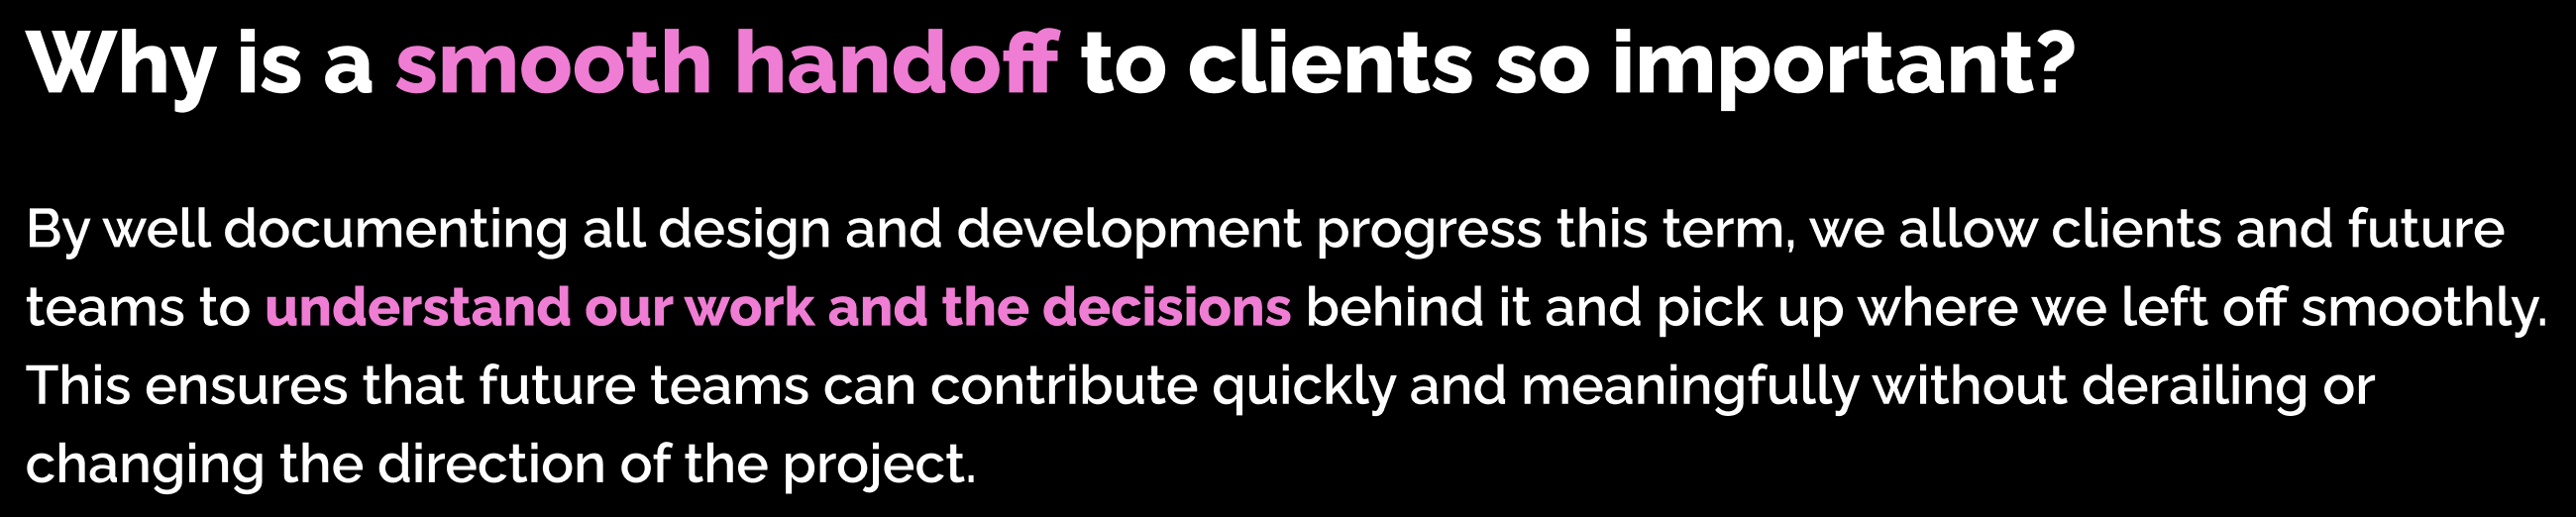 Why is a smooth handoff to clients so important?
By well documenting all design and development progress this term, we allow clients and future
teams to understand our work and the decisions behind it and pick up where we left off smoothly.
This ensures that future teams can contribute quickly and meaningfully without derailing or
changing the direction of the project.